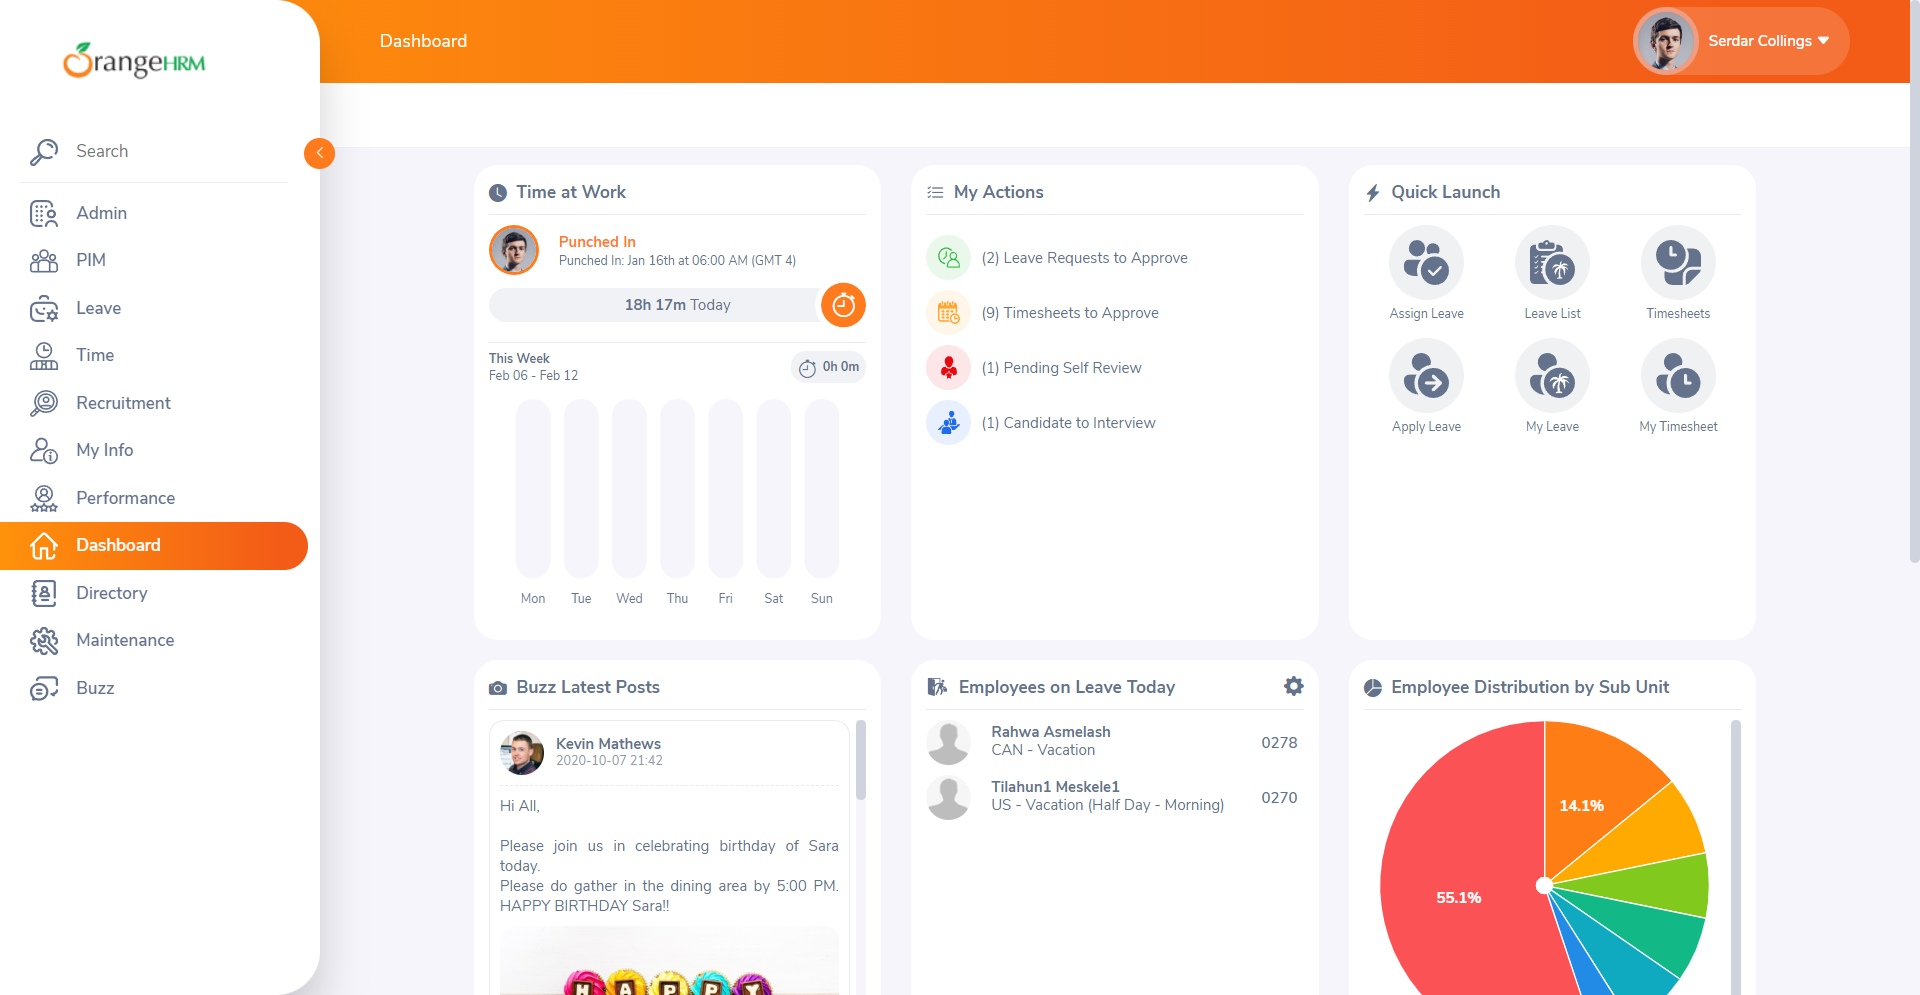 OrangeHRM
Dashboard
Serdar Collings
Search
Admin
PIM
Leave
Time
Recruitment
My Info
Performance
Dashboard
Directory
Maintenance
Buzz
Time at Work
Punched In
Punched In: Jan 16th at 06:00 AM (GMT 4)
18h 17m Today
This Week
Feb 06 - Feb 12
0h 0m
Mon Tue Wed Thu Fri Sat Sun
My Actions
(2) Leave Requests to Approve
(9) Timesheets to Approve
(1) Pending Self Review
(1) Candidate to Interview
Quick Launch
Assign Leave
Leave List
Timesheets
Apply Leave
My Leave
My Timesheet
Buzz Latest Posts
Kevin Mathews
2020-10-07 21:42
Hi All,
Please join us in celebrating birthday of Sara
today.
Please do gather in the dining area by 5:00 PM.
HAPPY BIRTHDAY Sara!!
HAPPY
Employees on Leave Today
Rahwa Asmelash
CAN - Vacation
0278
Tilahun1 Meskele1
US - Vacation (Half Day - Morning)
0270
Employee Distribution by Sub Unit
14.1%
55.1%